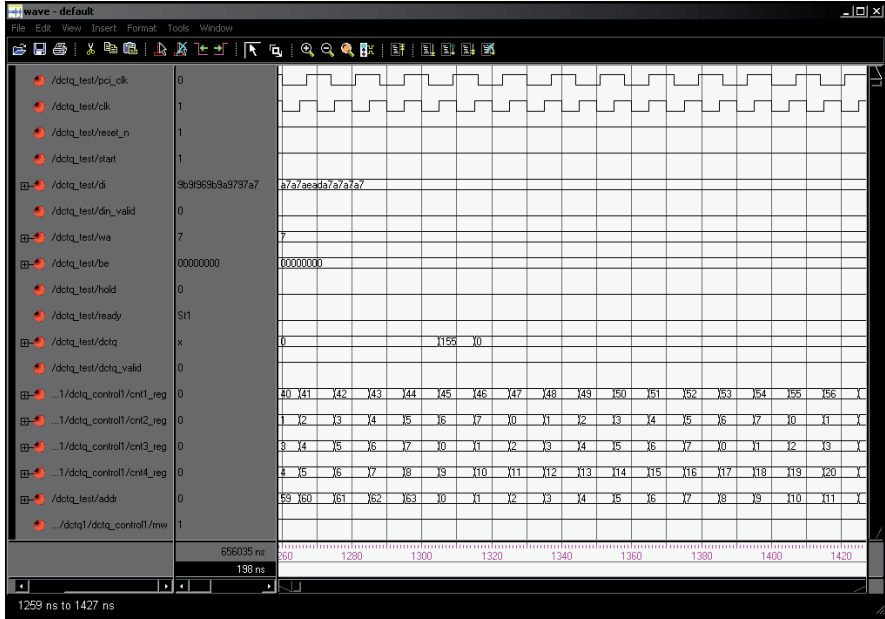 wave - default
File Edit View Insert Format Tools Window
/dctq_test/pci_clk 0
/dctq_test/clk 1
/dctq_test/reset_n 1
/dctq_test/start 1
/dctq_test/di 9b9f969b9a9797a7 a7a7aeada7a7a7a7
/dctq_test/din_valid 0
/dctq_test/wa 7 7
/dctq_test/be 00000000 00000000
/dctq_test/hold 0
/dctq_test/ready St1
/dctq_test/dctq x 0 155 0
/dctq_test/dctq_valid 0
...1/dctq_control1/cnt1_reg 0 40 41 42 43 44 45 46 47 48 49 50 51 52 53 54 55 56
...1/dctq_control1/cnt2_reg 0 1 2 3 4 5 6 7 0 1 2 3 4 5 6 7 0 1
...1/dctq_control1/cnt3_reg 0 3 4 5 6 7 0 1 2 3 4 5 6 7 0 1 2 3
...1/dctq_control1/cnt4_reg 0 4 5 6 7 8 9 10 11 12 13 14 15 16 17 18 19 20
/dctq_test/addr 0 59 60 61 62 63 0 1 2 3 4 5 6 7 8 9 10 11
.../dctq1/dctq_control1/rnw 1
656035 ns 260 1280 1300 1320 1340 1360 1380 1400 1420
198 ns
1259 ns to 1427 ns